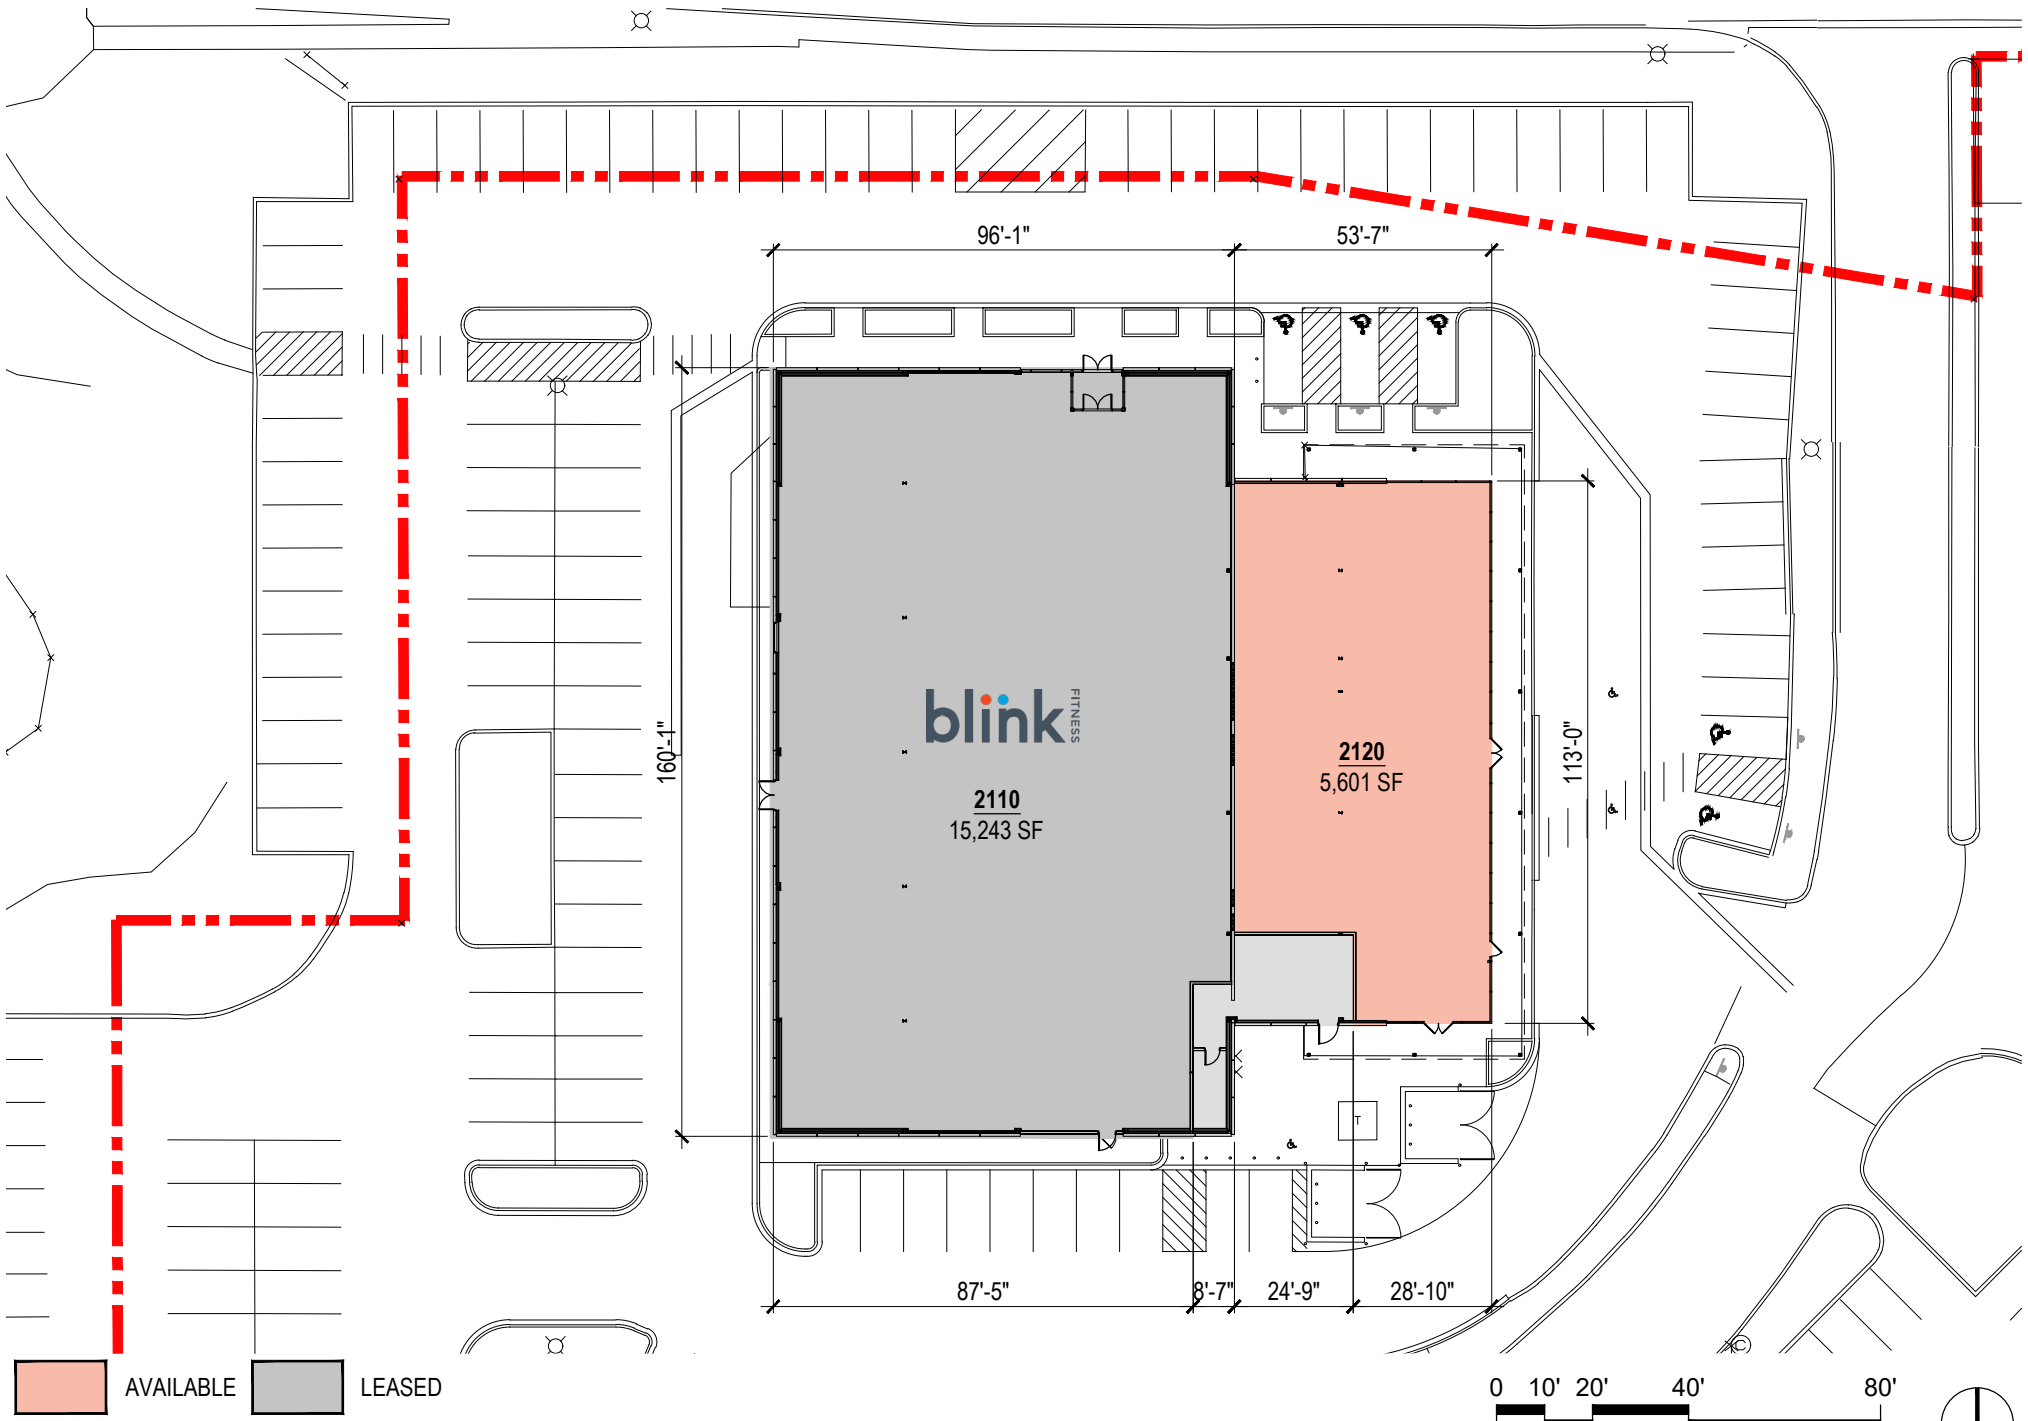 96'-1"
53'-7"
160'-1"
blink
FITNESS
2110
15,243 SF
2120
5,601 SF
113'-0"
T
87'-5"
8'-7"
24'-9"
28'-10"
C
AVAILABLE
LEASED
0 10' 20' 40' 80'